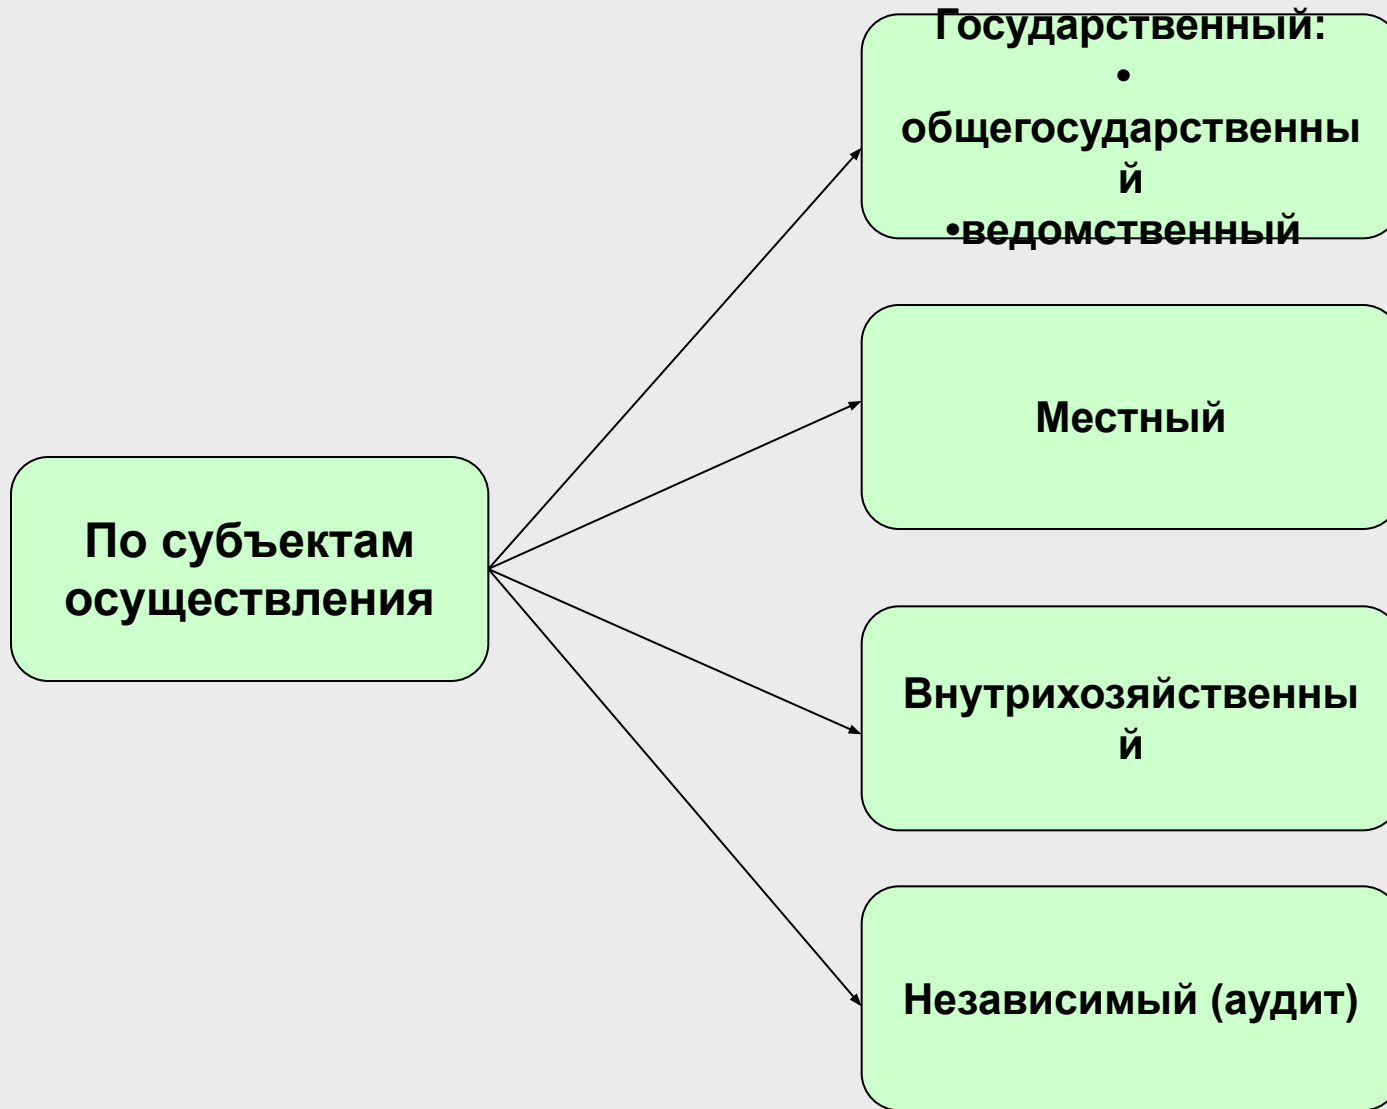 По субъектам
осуществления
Государственный:
•
общегосударственны
й
•ведомственный
Местный
Внутрихозяйственны
й
Независимый (аудит)